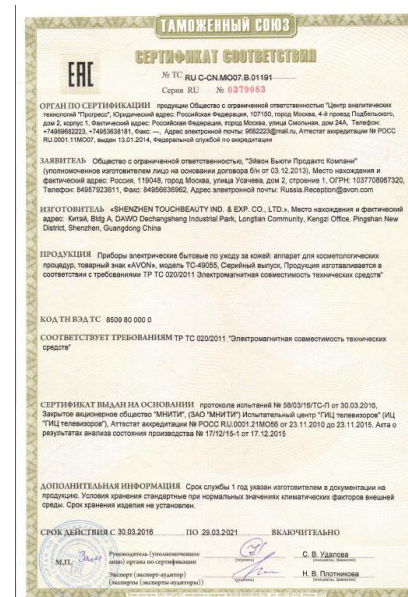 ТАМОЖЕННЫЙ СОЮЗ
СЕРТИФИКАТ СООТВЕТСТВИЯ
ЕАС
№ ТС RU C-CN.МО07.В.01191
Серия RU № 0379083
ОРГАН ПО СЕРТИФИКАЦИИ продукции Общество с ограниченной ответственностью "Центр аналитических
технологий "Прогресс", Юридический адрес: Российская Федерация, 107150, город Москва, 4-й проезд Подбельского,
дом 2, корпус 1, Фактический адрес: Российская Федерация, город Москва, улица Смольная, дом 24А, Телефон:
+74959682223, +74953638181, Факс: —, Адрес электронной почты: 9682223@mail.ru, Аттестат аккредитации № РОСС
RU.0001.11МО07, выдан 13.01.2014, Федеральной службой по аккредитации
ЗАЯВИТЕЛЬ Общество с ограниченной ответственностью, "Эйвон Бьюти Продактс Компани"
(уполномоченное изготовителем лицо на основании договора б/н от 03.12.2013), Место нахождения и
фактический адрес: Россия, 119048, город Москва, улица Усачева, дом 2, строение 1, ОГРН: 1037708067320,
Телефон: 84957923611, Факс: 84956636962, Адрес электронной почты: Russia.Reception@avon.com
ИЗГОТОВИТЕЛЬ «SHENZHEN TOUCHBEAUTY IND. & EXP. CO., LTD.», Место нахождения и фактический
адрес: Китай, Bldg A, DAWO Dechangsheng Industrial Park, Longtian Community, Kengzi Office, Pingshan New
District, Shenzhen, Guangdong China
ПРОДУКЦИЯ Приборы электрические бытовые по уходу за кожей: аппарат для косметологических
процедур, товарный знак «AVON», модель TC-49055, Серийный выпуск, Продукция изготавливается в
соответствии с требованиями ТР ТС 020/2011 Электромагнитная совместимость технических средств"
КОД ТН ВЭД ТС 8509 80 000 0
СООТВЕТСТВУЕТ ТРЕБОВАНИЯМ ТР ТС 020/2011 "Электромагнитная совместимость технических
средств"
СЕРТИФИКАТ ВЫДАН НА ОСНОВАНИИ протокола испытаний № 58/03/16/ТС-П от 30.03.2016,
Закрытое акционерное общество "МНИТИ", (ЗАО "МНИТИ") Испытательный центр "ГИЦ телевизоров" (ИЦ
"ГИЦ телевизоров"), Аттестат аккредитации № РОСС RU.0001.21МО56 от 23.11.2010 до 23.11.2015. Акта о
результатах анализа состояния производства № 17/12/15-1 от 17.12.2015
ДОПОЛНИТЕЛЬНАЯ ИНФОРМАЦИЯ Срок службы 1 год указан изготовителем в документации на
продукцию. Условия хранения стандартные при нормальных значениях климатических факторов внешней
среды. Срок хранения изделия не установлен.
СРОК ДЕЙСТВИЯ С 30.03.2016 ПО 29.03.2021 ВКЛЮЧИТЕЛЬНО
М.П. Зам Руководитель (уполномоченное
лицо) органа по сертификации (подпись) С. В. Удалова (инициалы, фамилия)
Эксперт (эксперт-аудитор)
(эксперты (эксперты-аудиторы)) (подпись) Н. В. Плотникова (инициалы, фамилия)